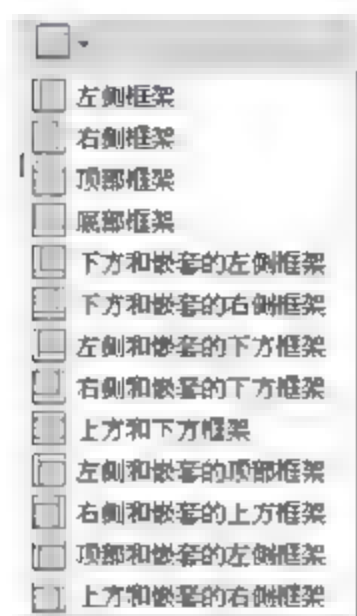 左侧框架
右侧框架
顶部框架
底部框架
下方和嵌套的左侧框架
下方和嵌套的右侧框架
左侧和嵌套的下方框架
右侧和嵌套的下方框架
上方和下方框架
左侧和嵌套的顶部框架
右侧和嵌套的上方框架
顶部和嵌套的左侧框架
上方和嵌套的右侧框架